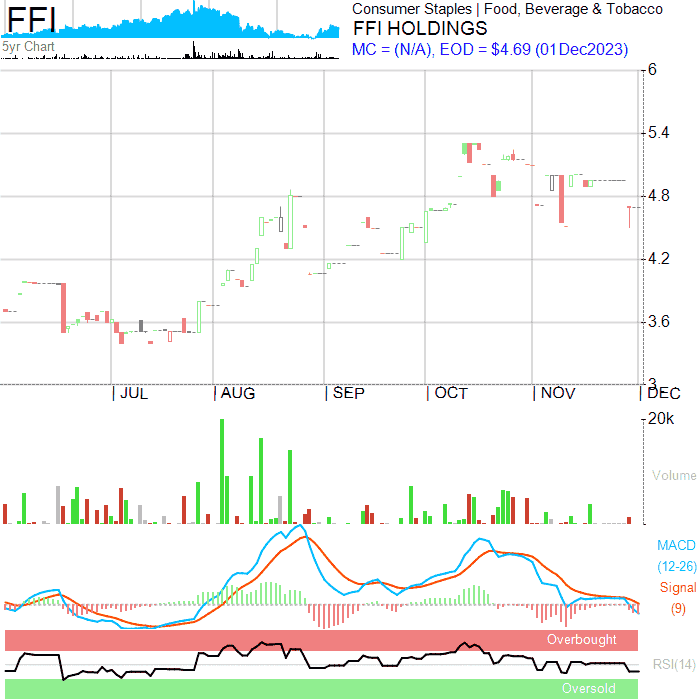 FFI
5yr Chart
Consumer Staples | Food, Beverage & Tobacco
FFI HOLDINGS
MC = (N/A), EOD = $4.69 (01Dec2023)
6
5.4
4.8
4.2
3.6
3
| JUL | AUG | SEP | OCT | NOV | DEC
20k
Volume
MACD
(12-26)
Signal
(9)
Overbought
RSI(14)
Oversold